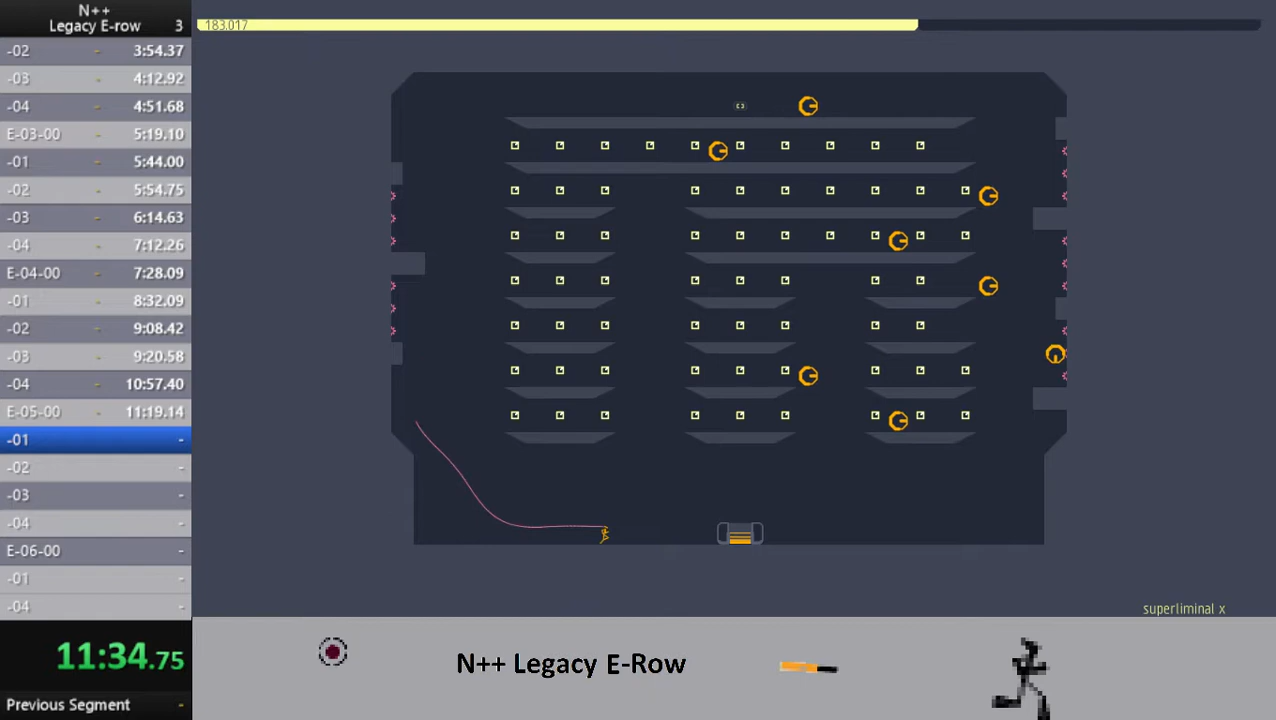 N++
Legacy E-row 3
-02 - 3:54.37
-03 - 4:12.92
-04 - 4:51.68
E-03-00 - 5:19.10
-01 - 5:44.00
-02 - 5:54.75
-03 - 6:14.63
-04 - 7:12.26
E-04-00 - 7:28.09
-01 - 8:32.09
-02 - 9:08.42
-03 - 9:20.58
-04 - 10:57.40
E-05-00 - 11:19.14
-01 -
-02 -
-03 -
-04 -
E-06-00 -
-01 -
-04 -
11:34.75
Previous Segment -
183.017
superliminal x
N++ Legacy E-Row